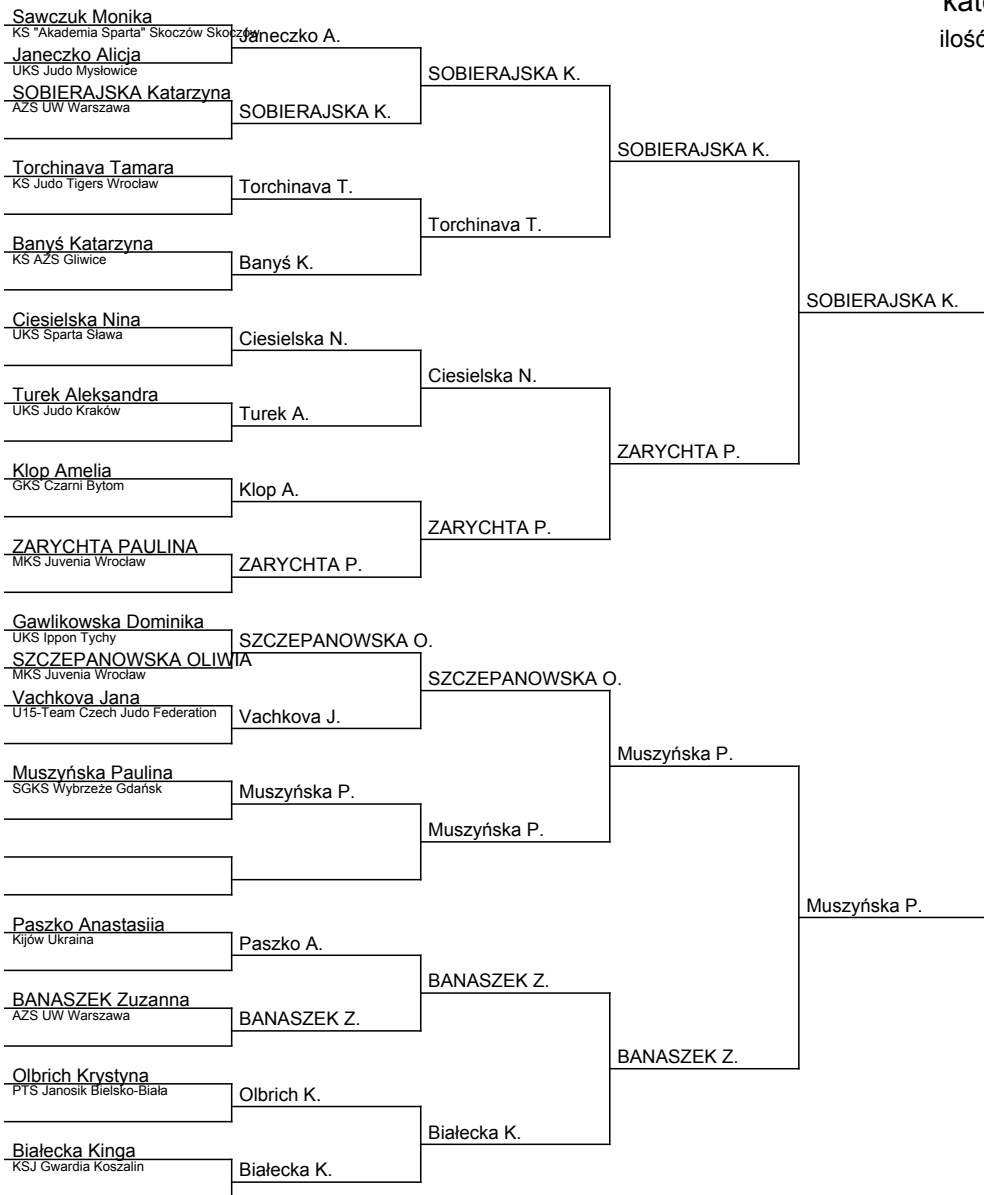 kat
ilość
Sawczuk Monika
KS "Akademia Sparta" Skoczów Skoczów
Janeczko Alicja
UKS Judo Mysłowice
SOBIERAJSKA Katarzyna
AZS UW Warszawa
Torchinava Tamara
KS Judo Tigers Wrocław
Banyś Katarzyna
KŚ AZS Gliwice
Ciesielska Nina
UKS Sparta Sława
Turek Aleksandra
UKS Judo Kraków
Klop Amelia
GKS Czarni Bytom
ZARYCHTA PAULINA
MKS Juvenia Wrocław
Gawlikowska Dominika
UKS Ippon Tychy
SZCZEPANOWSKA OLIWIA
MKS Juvenia Wrocław
Vachkova Jana
U15-Team Czech Judo Federation
Muszyńska Paulina
SGKS Wybrzeże Gdańsk
Paszko Anastasiia
Kijów Ukraina
BANASZEK Zuzanna
AZS UW Warszawa
Olbrich Krystyna
PTS Janosik Bielsko-Biała
Białecka Kinga
KSJ Gwardia Koszalin
Janeczko A.
SOBIERAJSKA K.
Torchinava T.
Banyś K.
Ciesielska N.
Turek A.
Klop A.
ZARYCHTA P.
SZCZEPANOWSKA O.
Vachkova J.
Muszyńska P.
Paszko A.
BANASZEK Z.
Olbrich K.
Białecka K.
SOBIERAJSKA K.
Torchinava T.
Ciesielska N.
ZARYCHTA P.
SZCZEPANOWSKA O.
Muszyńska P.
BANASZEK Z.
Białecka K.
SOBIERAJSKA K.
ZARYCHTA P.
Muszyńska P.
BANASZEK Z.
SOBIERAJSKA K.
Muszyńska P.